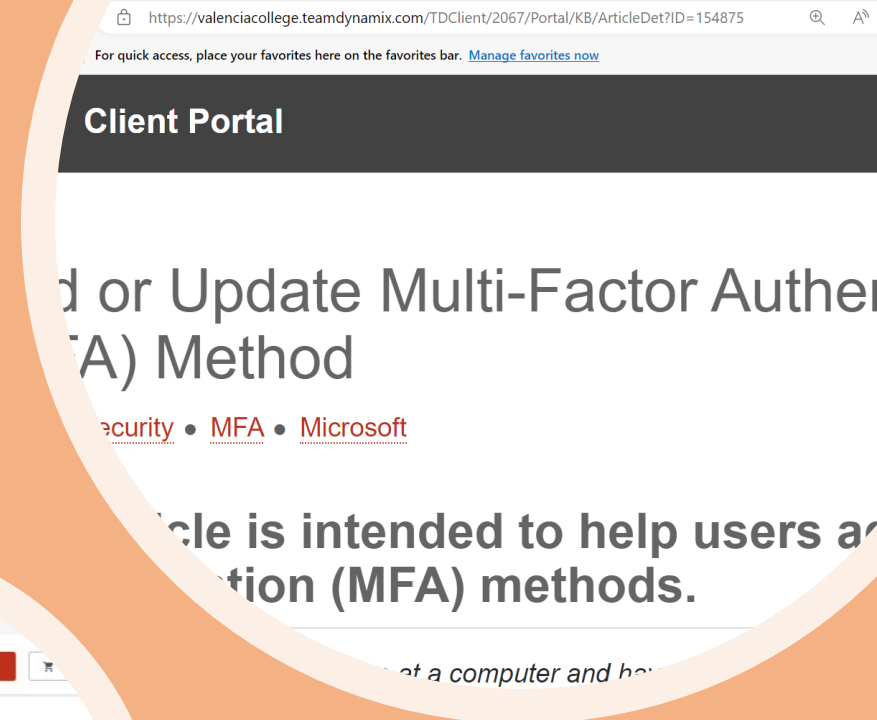 https://valenciacollege.teamdynamix.com/TDClient/2067/Portal/KB/ArticleDet?ID=154875
For quick access, place your favorites here on the favorites bar. Manage favorites now
Client Portal
d or Update Multi-Factor Authe
FA) Method
ecurity • MFA • Microsoft
cle is intended to help users a
tion (MFA) methods.
at a computer and ha